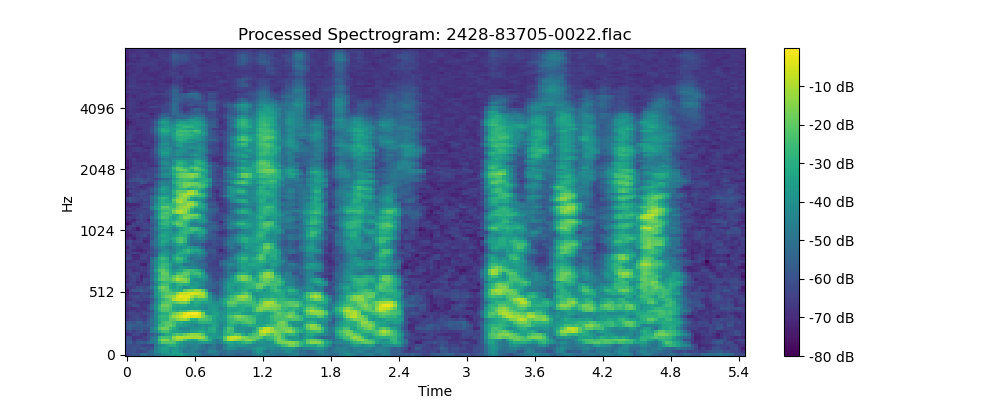 Processed Spectrogram: 2428-83705-0022.flac
Hz
4096
2048
1024
512
0
0 0.6 1.2 1.8 2.4 3 3.6 4.2 4.8 5.4
Time
-10 dB
-20 dB
-30 dB
-40 dB
-50 dB
-60 dB
-70 dB
-80 dB